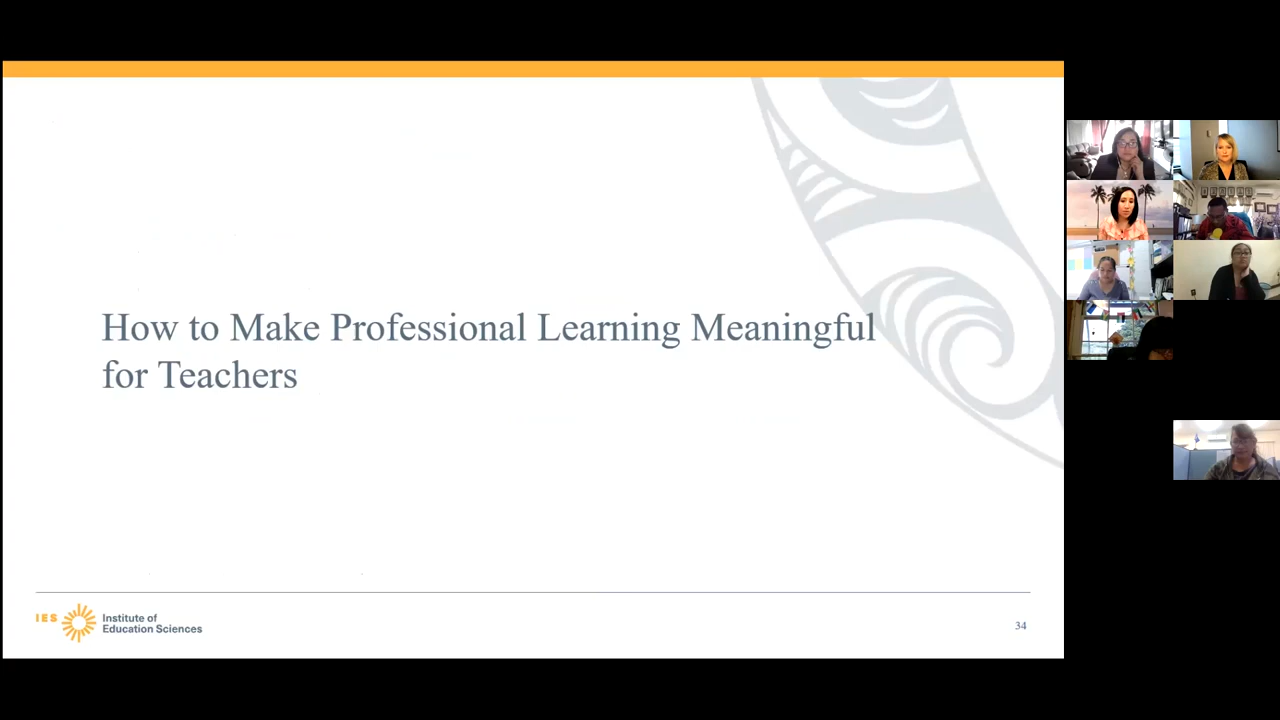 How to Make Professional Learning Meaningful
for Teachers
IES
Institute of
Education Sciences
34